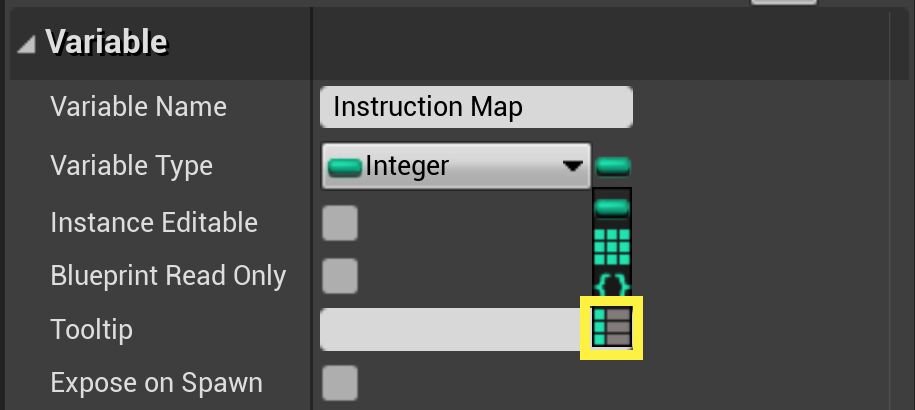 Variable
Variable Name
Instruction Map
Variable Type
Integer
Instance Editable
Blueprint Read Only
Tooltip
Expose on Spawn